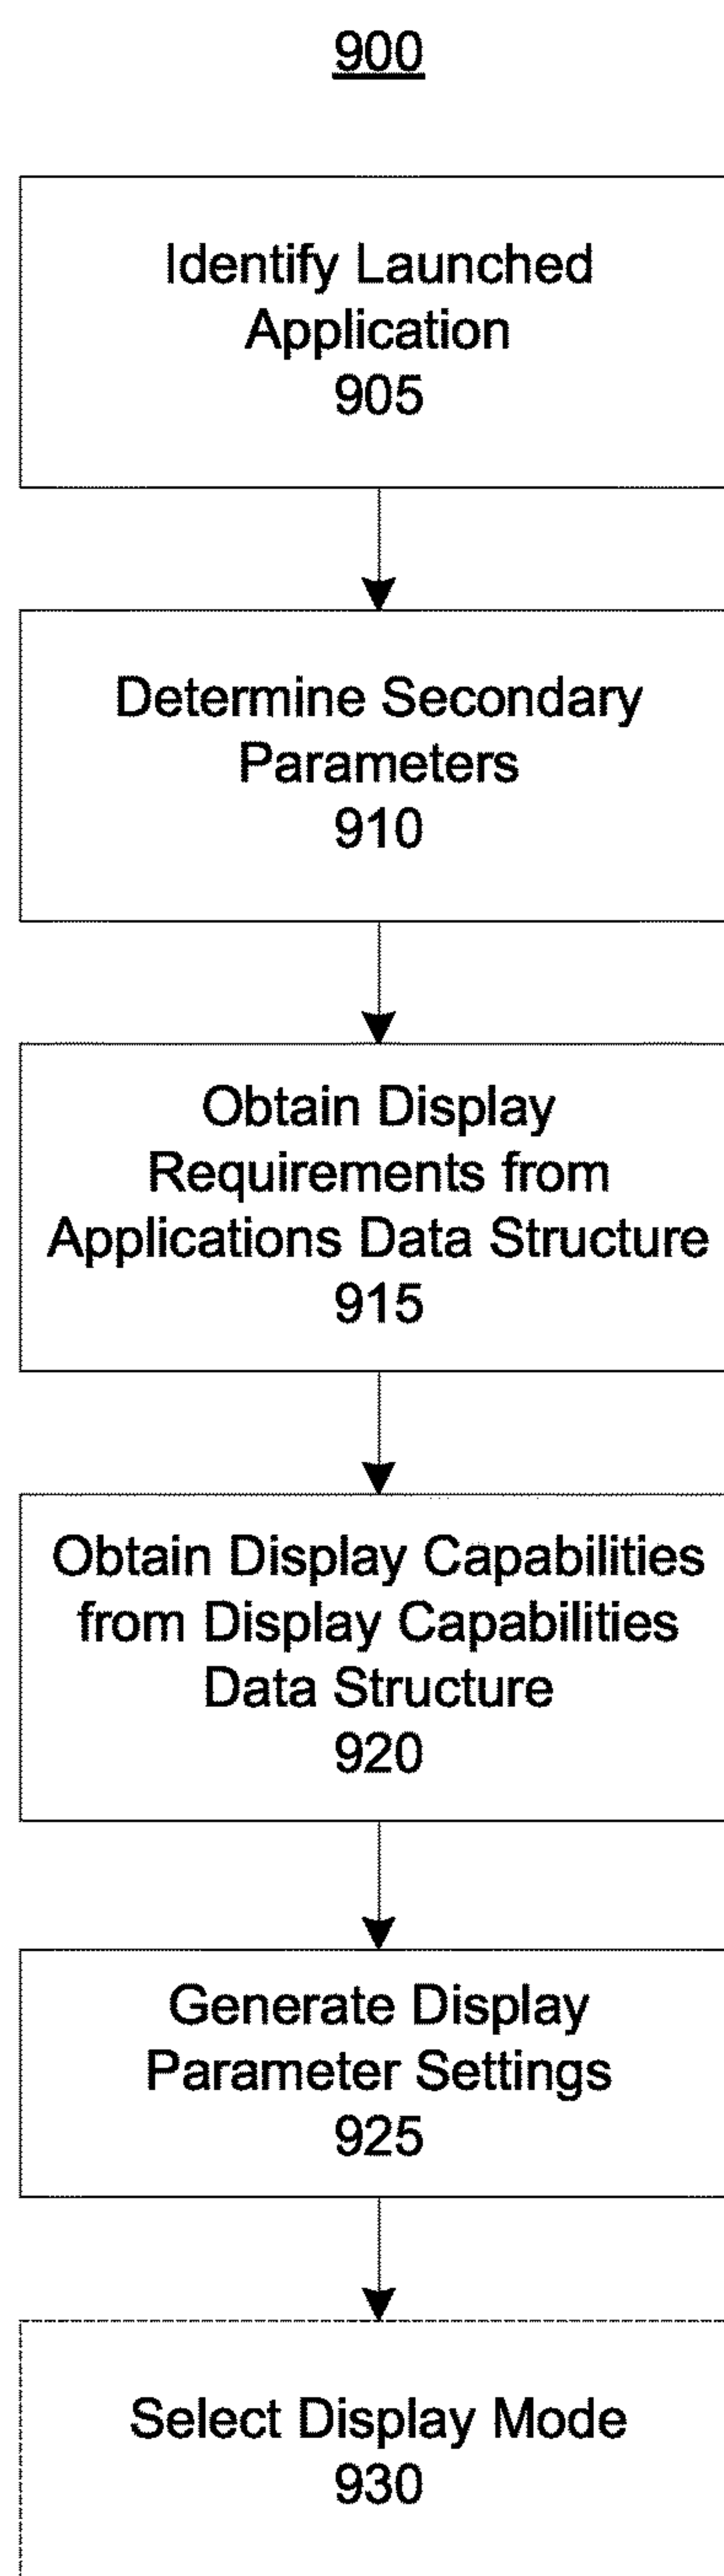 900
Identify Launched
Application
905
Determine Secondary
Parameters
910
Obtain Display
Requirements from
Applications Data Structure
915
Obtain Display Capabilities
from Display Capabilities
Data Structure
920
Generate Display
Parameter Settings
925
Select Display Mode
930